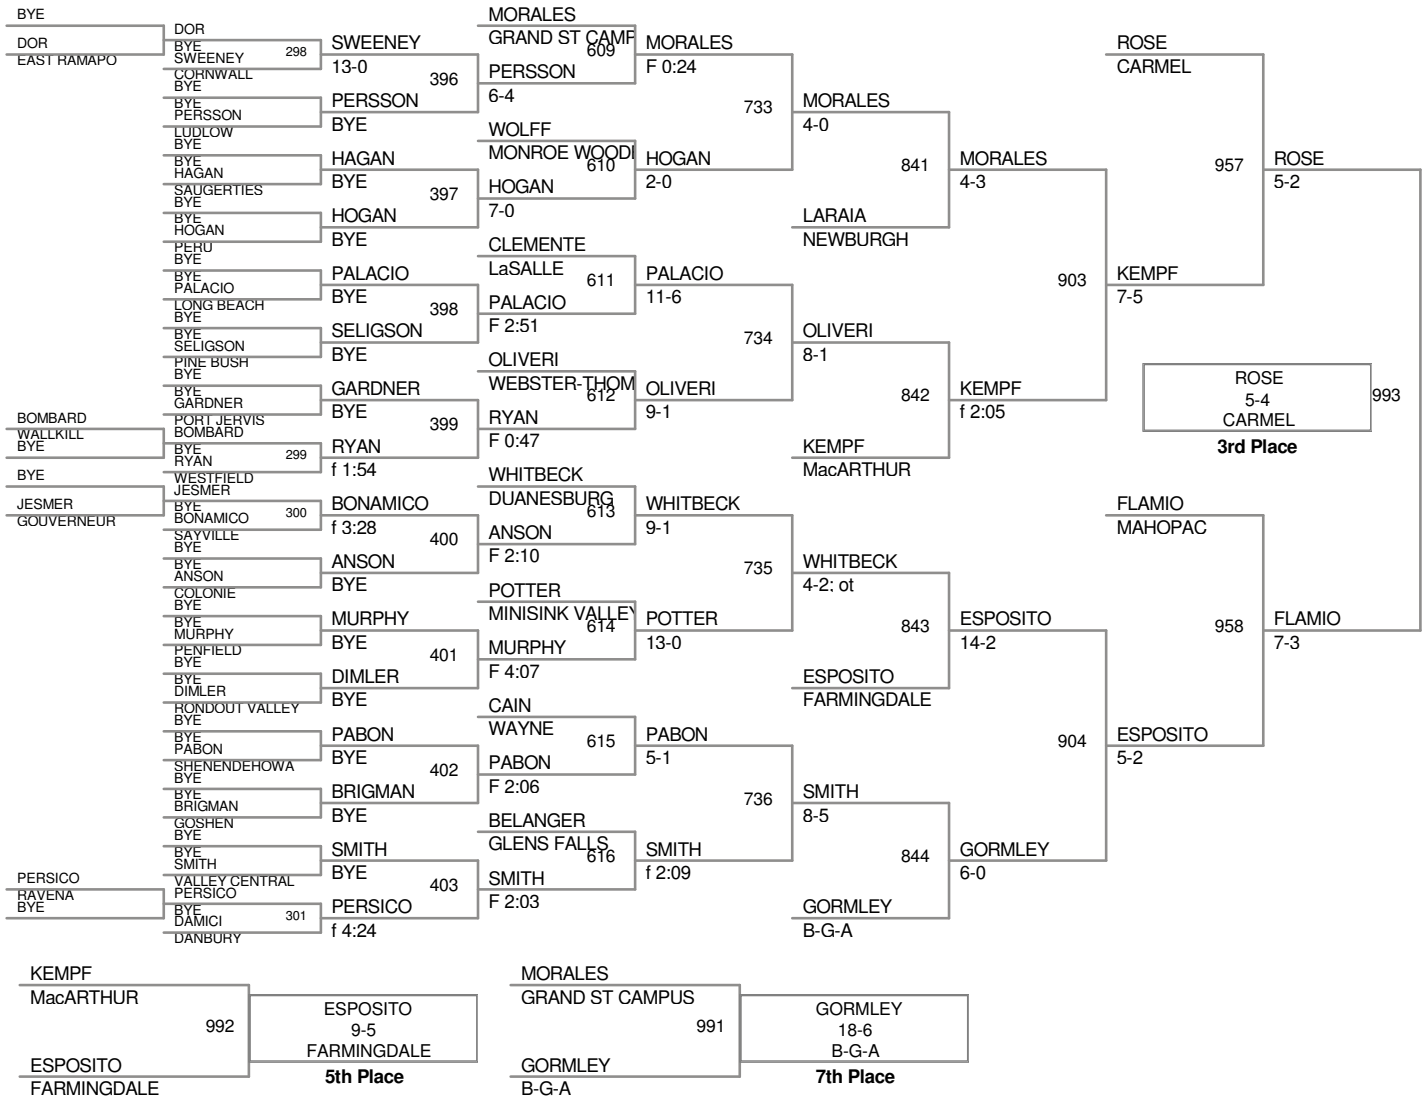 BYE
DOR
EAST RAMAPO
BOMBARD
WALLKILL
BYE
BYE
JESMER
GOUVERNEUR
PERSICO
RAVENA
BYE
DOR
BYE
SWEENEY
298
CORNWALL
BYE
BYE
PERSSON
LUDLOW
BYE
BYE
HAGAN
SAUGERTIES
BYE
BYE
HOGAN
PERU
BYE
BYE
PALACIO
LONG BEACH
BYE
BYE
SELIGSON
PINE BUSH
BYE
BYE
GARDNER
PORT JERVIS
BOMBARD
BYE
RYAN
299
WESTFIELD
JESMER
BYE
BONAMICO
300
SAYVILLE
BYE
BYE
ANSON
COLONIE
BYE
BYE
MURPHY
PENFIELD
BYE
BYE
DIMLER
RONDOUT VALLEY
BYE
BYE
PABON
SHENENDEHOWA
BYE
BYE
BRIGMAN
GOSHEN
BYE
BYE
SMITH
VALLEY CENTRAL
PERSICO
BYE
DAMICI
301
DANBURY
SWEENEY
13-0
396
PERSSON
BYE
HAGAN
BYE
397
HOGAN
BYE
PALACIO
BYE
398
SELIGSON
BYE
GARDNER
BYE
399
RYAN
f 1:54
BONAMICO
f 3:28
400
ANSON
BYE
MURPHY
BYE
401
DIMLER
BYE
PABON
BYE
402
BRIGMAN
BYE
SMITH
BYE
403
PERSICO
f 4:24
MORALES
GRAND ST CAMP
609
PERSSON
6-4
WOLFF
MONROE WOODI
610
HOGAN
7-0
CLEMENTE
LaSALLE
611
PALACIO
F 2:51
OLIVERI
WEBSTER-THOM
612
RYAN
F 0:47
WHITBECK
DUANESBURG
613
ANSON
F 2:10
POTTER
MINISINK VALLEY
614
MURPHY
F 4:07
CAIN
WAYNE
615
PABON
F 2:06
BELANGER
GLENS FALLS
616
SMITH
F 2:03
MORALES
F 0:24
733
HOGAN
2-0
PALACIO
11-6
734
OLIVERI
9-1
WHITBECK
9-1
735
POTTER
13-0
PABON
5-1
736
SMITH
f 2:09
MORALES
4-0
841
LARAIA
NEWBURGH
OLIVERI
8-1
842
KEMPF
MacARTHUR
WHITBECK
4-2; ot
843
ESPOSITO
FARMINGDALE
SMITH
8-5
844
GORMLEY
B-G-A
MORALES
4-3
903
KEMPF
f 2:05
ESPOSITO
14-2
904
GORMLEY
6-0
ROSE
CARMEL
957
KEMPF
7-5
FLAMIO
MAHOPAC
958
ESPOSITO
5-2
ROSE
5-2
FLAMIO
7-3
ROSE
5-4
CARMEL
993
3rd Place
KEMPF
MacARTHUR
992
ESPOSITO
FARMINGDALE
ESPOSITO
9-5
FARMINGDALE
5th Place
MORALES
GRAND ST CAMPUS
991
GORMLEY
B-G-A
GORMLEY
18-6
B-G-A
7th Place